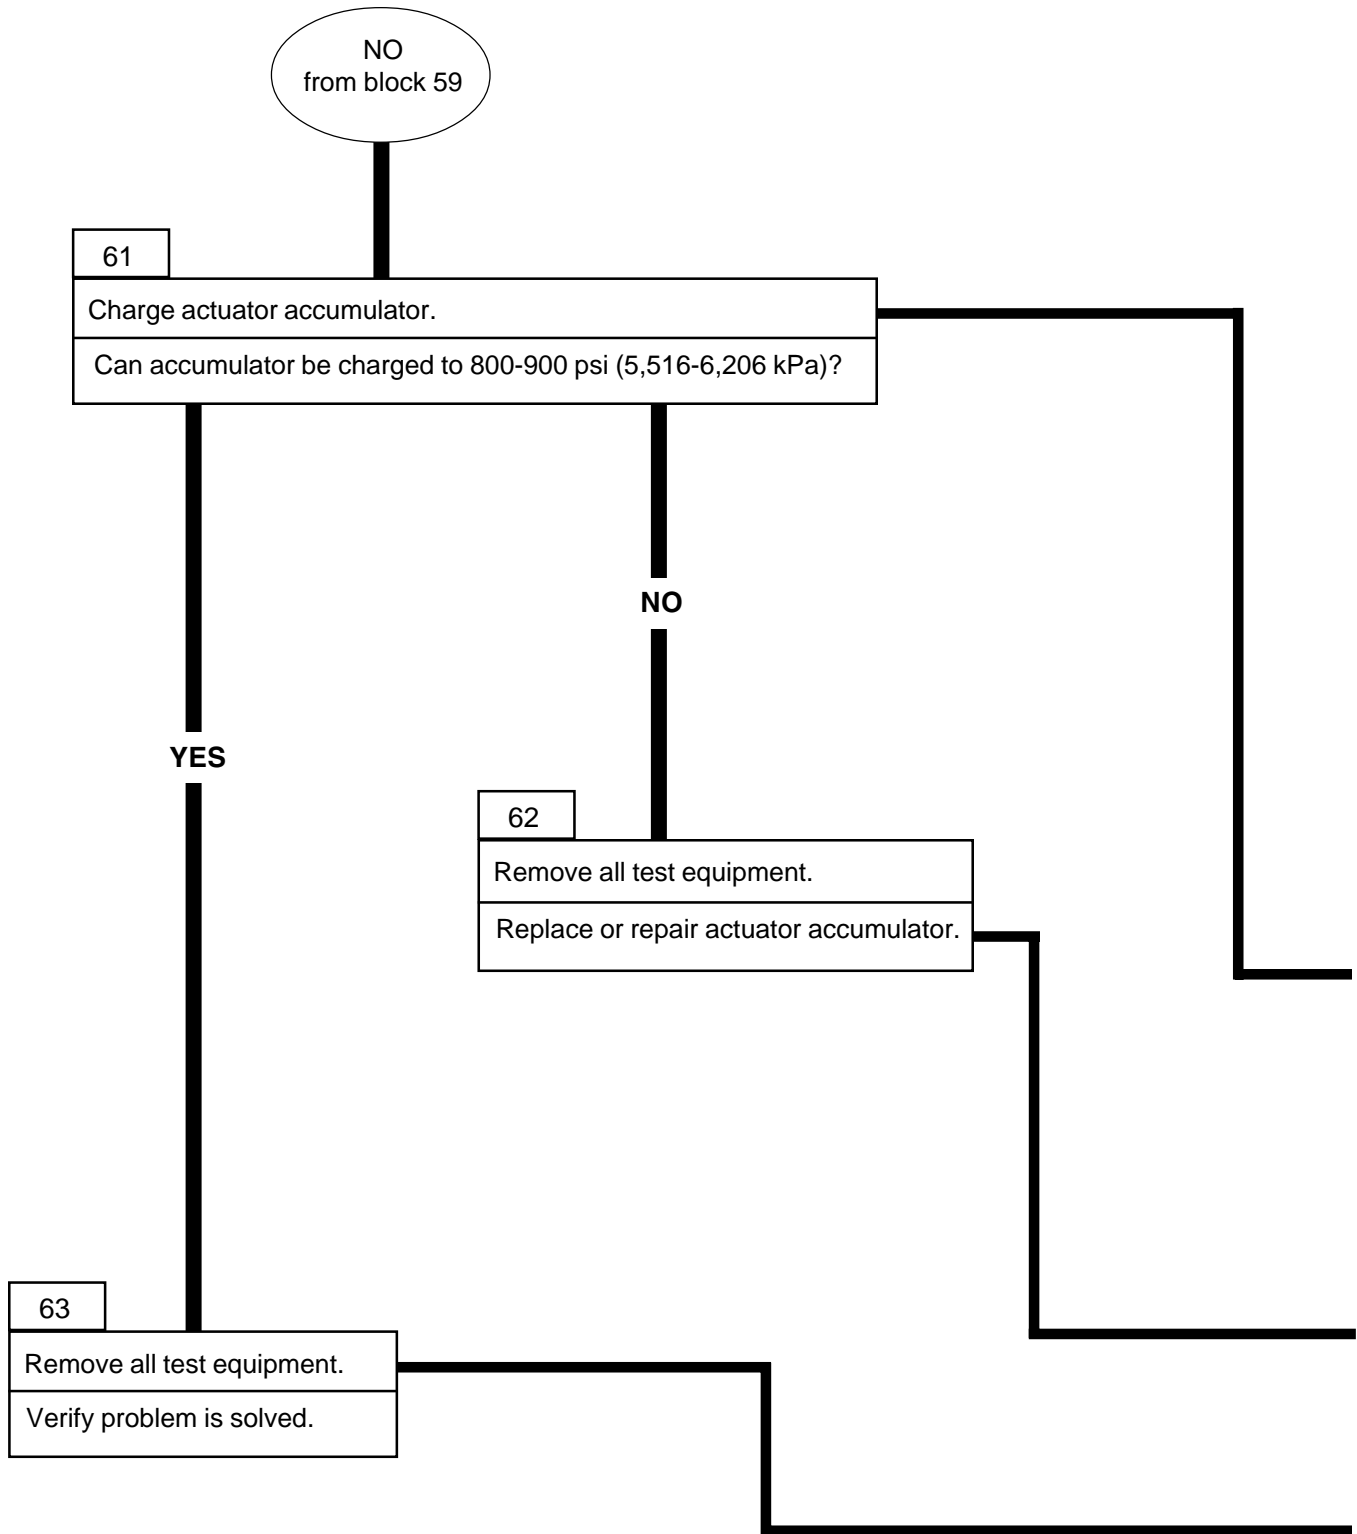 NO
from block 59
61
Charge actuator accumulator.
Can accumulator be charged to 800-900 psi (5,516-6,206 kPa)?
NO
YES
62
Remove all test equipment.
Replace or repair actuator accumulator.
63
Remove all test equipment.
Verify problem is solved.